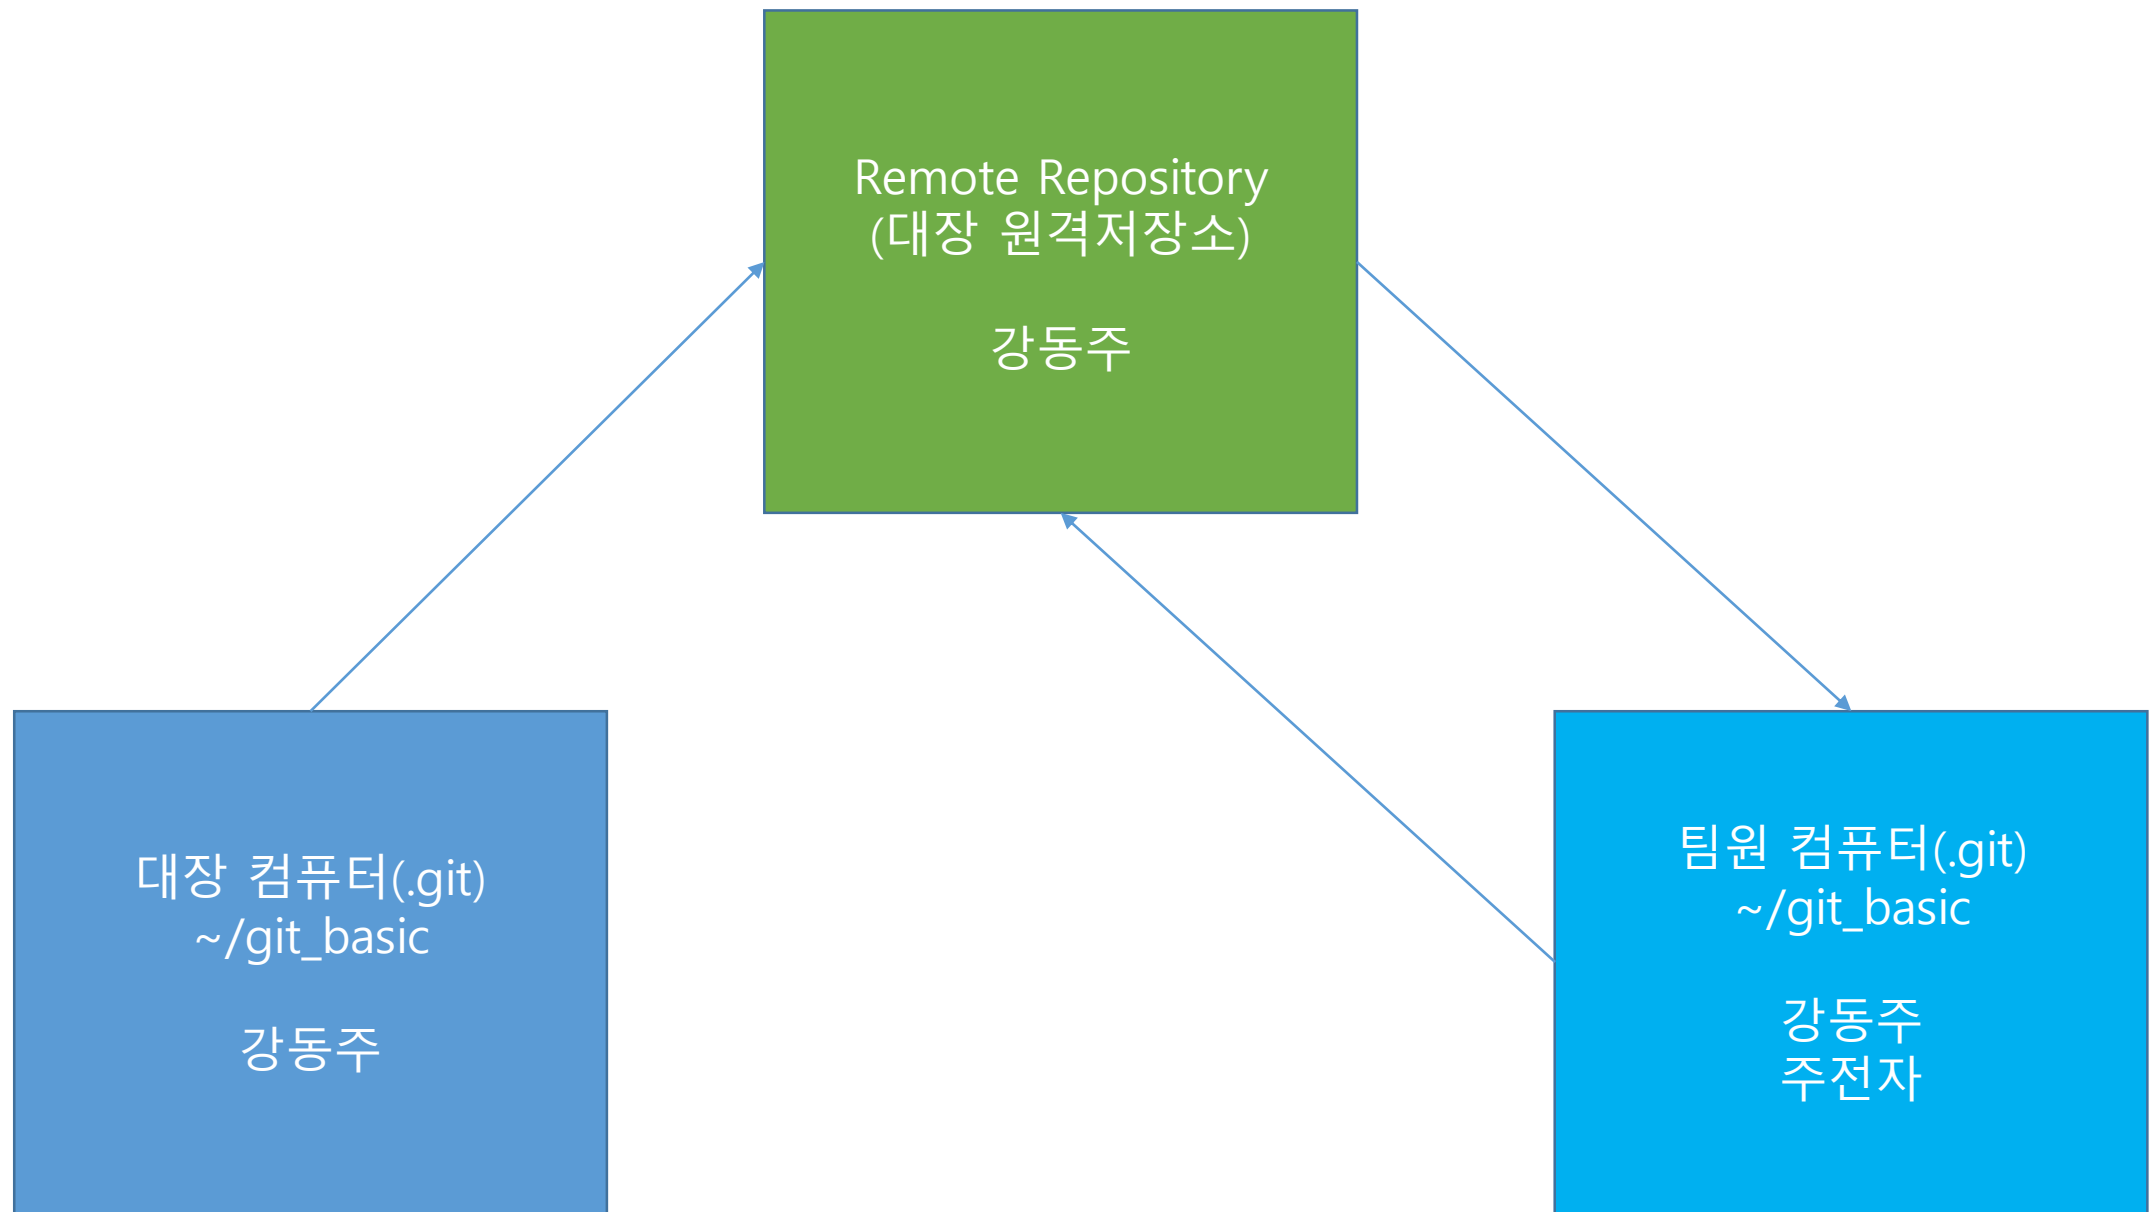 Remote Repository
(대장 원격저장소)
강동주
대장 컴퓨터(.git)
~/git_basic
강동주
팀원 컴퓨터(.git)
~/git_basic
강동주
주전자